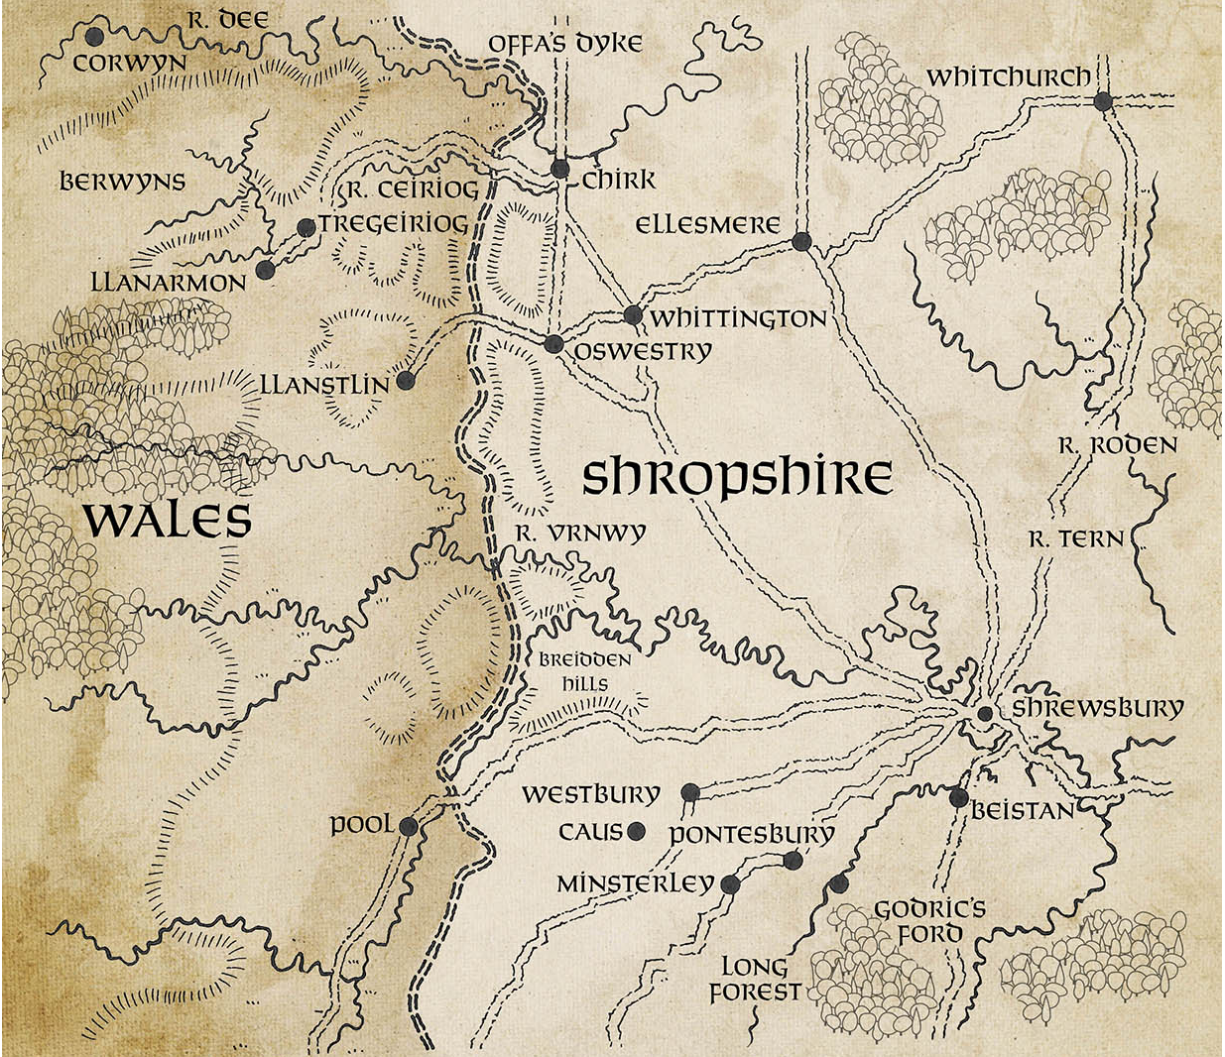 R. DEE
CORWYN
OFFA'S DYKE
WHITCHURCH
BERWYNS
R. CEIRIOG
CHIRK
TREGEIRIOG
ELLESMERE
LLANARMON
WHITTINGTON
OSWESTRY
LLANSTLIN
R. RODEN
SHROPSHIRE
WALES
R. VRNWY
R. TERN
BREIDDEN
HILLS
SHREWSBURY
WESTBURY
BEISTAN
POOL
CAUS
PONTESBURY
MINSTERLEY
GODRIC'S
FORD
LONG
FOREST